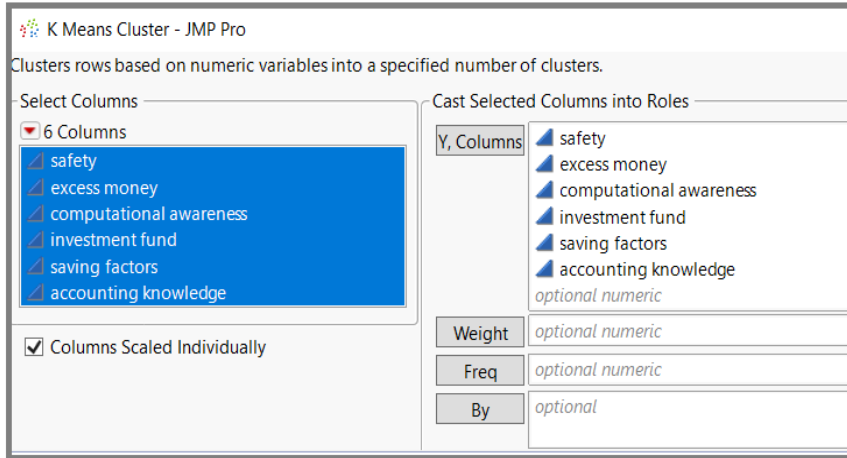 K Means Cluster - JMP Pro
Clusters rows based on numeric variables into a specified number of clusters.
Select Columns
6 Columns
safety
excess money
computational awareness
investment fund
saving factors
accounting knowledge
Columns Scaled Individually
Cast Selected Columns into Roles
Y, Columns
safety
excess money
computational awareness
investment fund
saving factors
accounting knowledge
optional numeric
Weight optional numeric
Freq optional numeric
By optional